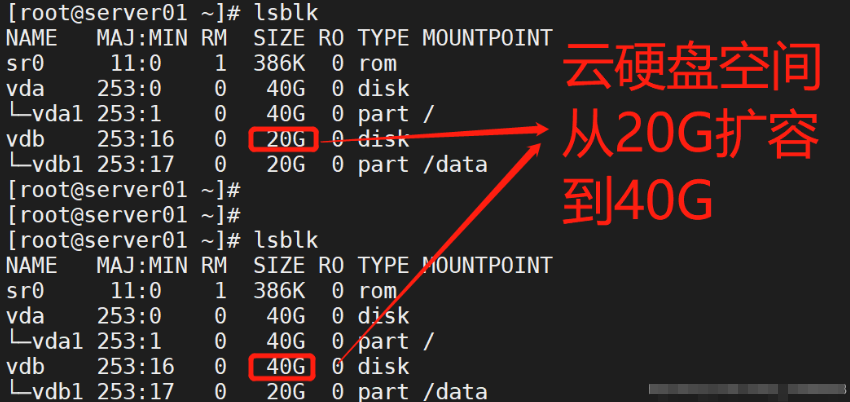 [root@server01 ~]# lsblk
NAME   MAJ:MIN RM  SIZE RO TYPE MOUNTPOINT
sr0     11:0    1  386K  0 rom
vda    253:0    0   40G  0 disk
└─vda1 253:1    0   40G  0 part /
vdb    253:16   0   20G  0 disk
└─vdb1 253:17   0   20G  0 part /data
[root@server01 ~]#
[root@server01 ~]#
[root@server01 ~]# lsblk
NAME   MAJ:MIN RM  SIZE RO TYPE MOUNTPOINT
sr0     11:0    1  386K  0 rom
vda    253:0    0   40G  0 disk
└─vda1 253:1    0   40G  0 part /
vdb    253:16   0   40G  0 disk
└─vdb1 253:17   0   20G  0 part /data
云硬盘空间
从20G扩容
到40G